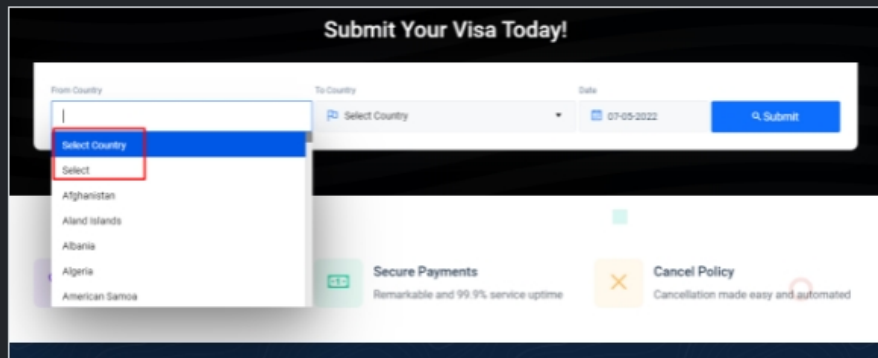 Submit Your Visa Today!
From Country
To Country
Date
Select Country
07-05-2022
Submit
Select Country
Select
Afghanistan
Aland Islands
Albania
Algeria
American Samoa
Secure Payments
Remarkable and 99.9% service uptime
Cancel Policy
Cancellation made easy and automated